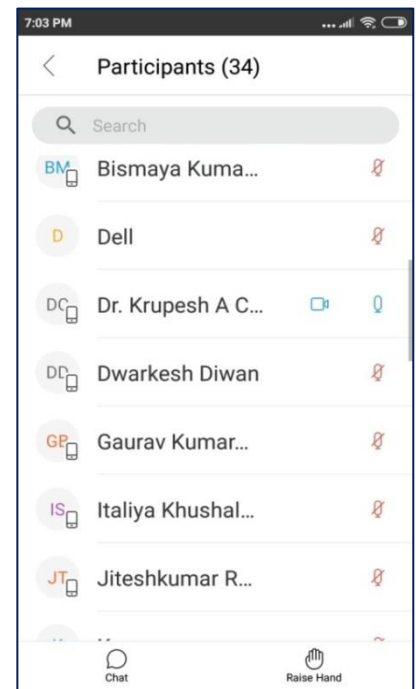 7:03 PM
Participants (34)
Search
BM Bismaya Kuma...
D Dell
DC Dr. Krupesh A C...
DD Dwarkesh Diwan
GP Gaurav Kumar...
IS Italiya Khushal...
JT Jiteshkumar R...
Chat
Raise Hand